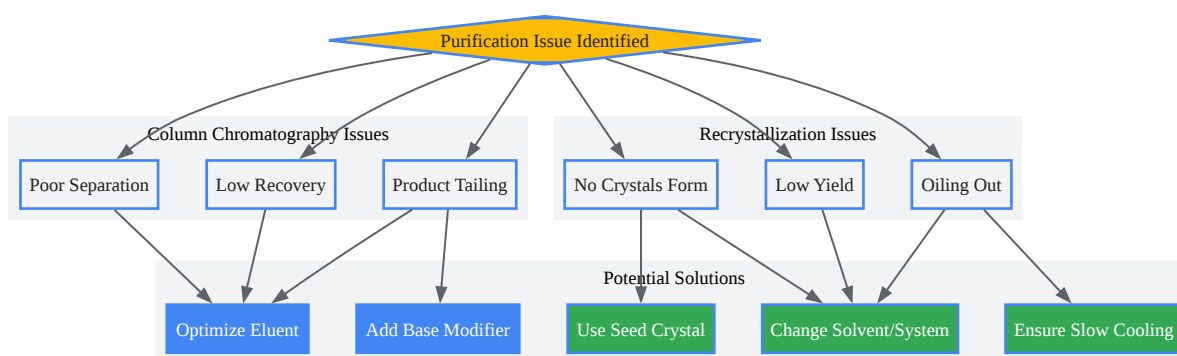 Purification Issue Identified
Column Chromatography Issues
Recrystallization Issues
Poor Separation
Low Recovery
Product Tailing
No Crystals Form
Low Yield
Oiling Out
Potential Solutions
Optimize Eluent
Add Base Modifier
Use Seed Crystal
Change Solvent/System
Ensure Slow Cooling